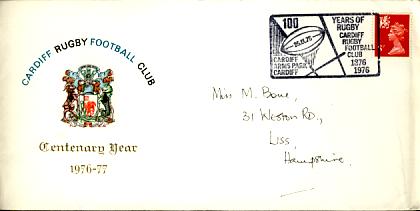 CARDIFF RUGBY FOOTBALL CLUB
Centenary Year
1976-77
100 YEARS OF
RUGBY
CARDIFF
RUGBY
FOOTBALL
CLUB
1876
1976
CARDIFF
ARMS PARK
CARDIFF
Miss M. Bone,
31 Weston RD.,
Liss,
Hampshire.